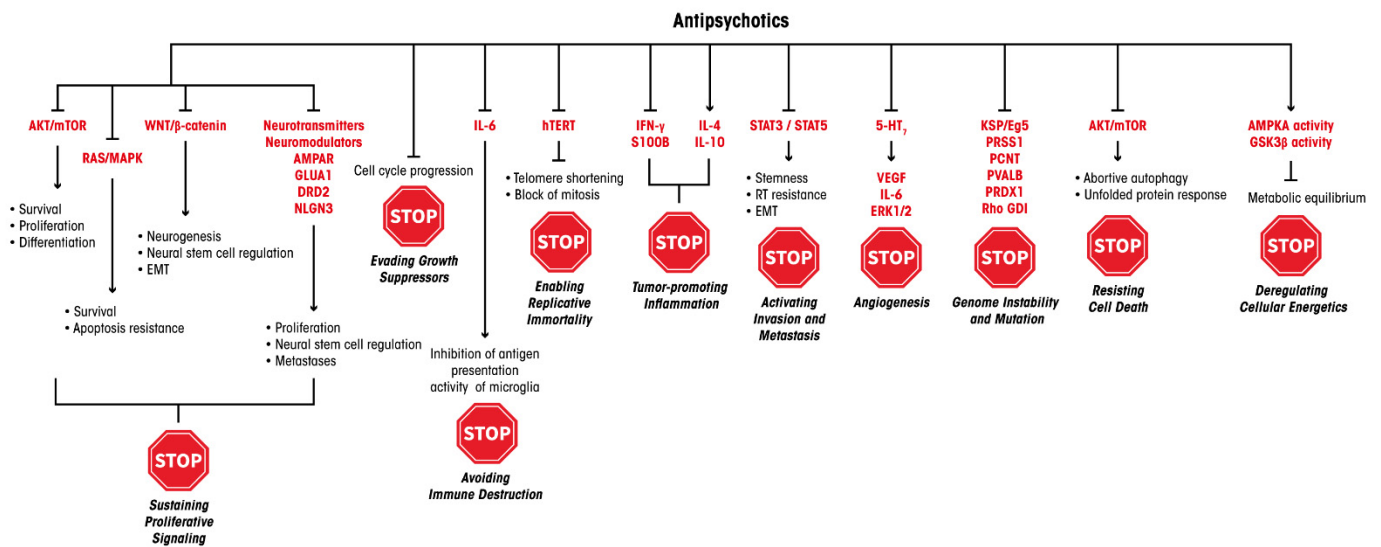 Antipsychotics
AKT/mTOR
• Survival
• Proliferation
• Differentiation
RAS/MAPK
• Survival
• Apoptosis resistance
WNT/β-catenin
• Neurogenesis
• Neural stem cell regulation
• EMT
Neurotransmitters
Neuromodulators
AMPAR
GLUA1
DRD2
NLGN3
• Proliferation
• Neural stem cell regulation
• Metastases
STOP
Sustaining
Proliferative
Signaling
Cell cycle progression
STOP
Evading Growth
Suppressors
IL-6
Inhibition of antigen
presentation
activity of microglia
STOP
Avoiding
Immune Destruction
hTERT
• Telomere shortening
• Block of mitosis
STOP
Enabling
Replicative
Immortality
IFN-γ
S100B
IL-4
IL-10
STOP
Tumor-promoting
Inflammation
STAT3 / STAT5
• Stemness
• RT resistance
• EMT
STOP
Activating
Invasion and
Metastasis
5-HT₇
VEGF
IL-6
ERK1/2
STOP
Angiogenesis
KSP/Eg5
PRSS1
PCNT
PVALB
PRDX1
Rho GDI
STOP
Genome Instability
and Mutation
AKT/mTOR
• Abortive autophagy
• Unfolded protein response
STOP
Resisting
Cell Death
AMPKA activity
GSK3β activity
Metabolic equilibrium
STOP
Deregulating
Cellular Energetics